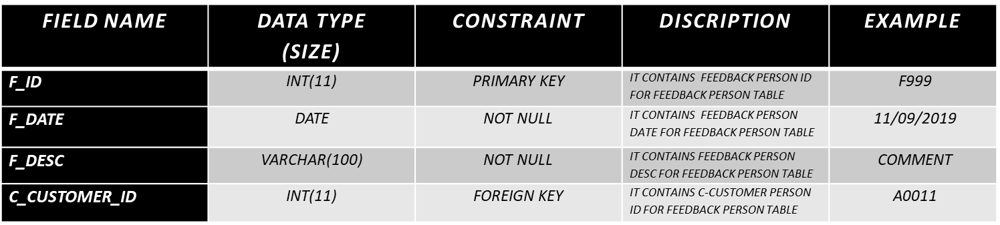 FIELD NAME
DATA TYPE
(SIZE)
CONSTRAINT
DISCRIPTION
EXAMPLE
F_ID
INT(11)
PRIMARY KEY
IT CONTAINS FEEDBACK PERSON ID
FOR FEEDBACK PERSON TABLE
F999
F_DATE
DATE
NOT NULL
IT CONTAINS FEEDBACK PERSON
DATE FOR FEEDBACK PERSON TABLE
11/09/2019
F_DESC
VARCHAR(100)
NOT NULL
IT CONTAINS FEEDBACK PERSON
DESC FOR FEEDBACK PERSON TABLE
COMMENT
C_CUSTOMER_ID
INT(11)
FOREIGN KEY
IT CONTAINS C-CUSTOMER PERSON
ID FOR FEEDBACK PERSON TABLE
A0011